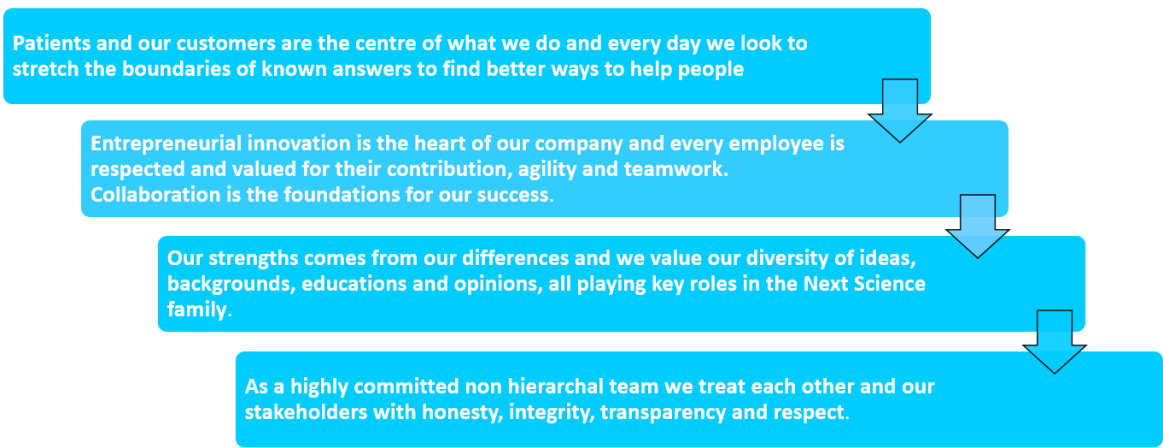 Patients and our customers are the centre of what we do and every day we look to
stretch the boundaries of known answers to find better ways to help people
Entrepreneurial innovation is the heart of our company and every employee is
respected and valued for their contribution, agility and teamwork.
Collaboration is the foundations for our success.
Our strengths comes from our differences and we value our diversity of ideas,
backgrounds, educations and opinions, all playing key roles in the Next Science
family.
As a highly committed non hierarchal team we treat each other and our
stakeholders with honesty, integrity, transparency and respect.